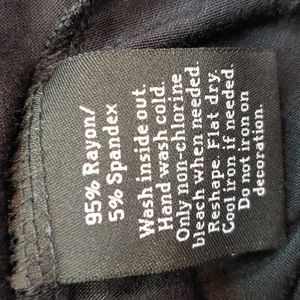 95% Rayon/
5% Spandex
Wash inside out.
Hand wash cold.
Only non-chlorine
bleach when needed.
Reshape. Flat dry.
Cool iron if needed.
Do not iron on
decoration.